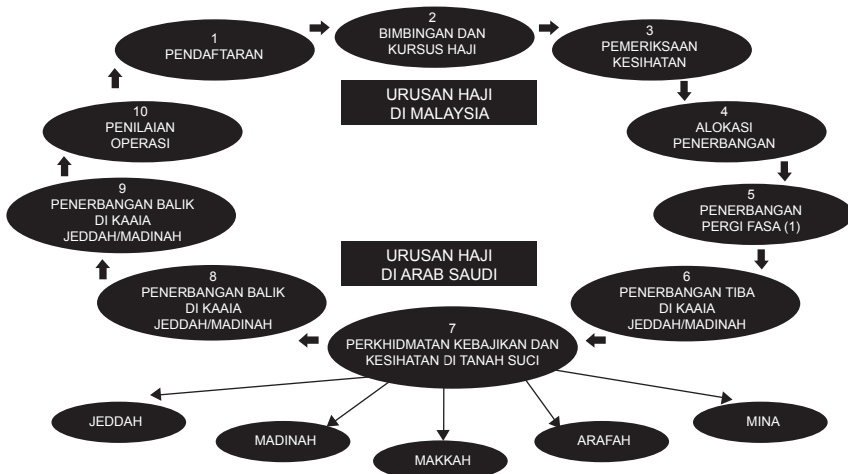 1
PENDAFTARAN
2
BIMBINGAN DAN
KURSUS HAJI
3
PEMERIKSAAN
KESIHATAN
URUSAN HAJI
DI MALAYSIA
10
PENILAIAN
OPERASI
4
ALOKASI
PENERBANGAN
9
PENERBANGAN BALIK
DI KAAIA
JEDDAH/MADINAH
5
PENERBANGAN
PERGI FASA (1)
URUSAN HAJI
DI ARAB SAUDI
8
PENERBANGAN BALIK
DI KAAIA
JEDDAH/MADINAH
6
PENERBANGAN TIBA
DI KAAIA
JEDDAH/MADINAH
7
PERKHIDMATAN KEBAJIKAN DAN
KESIHATAN DI TANAH SUCI
JEDDAH
MADINAH
MAKKAH
ARAFAH
MINA